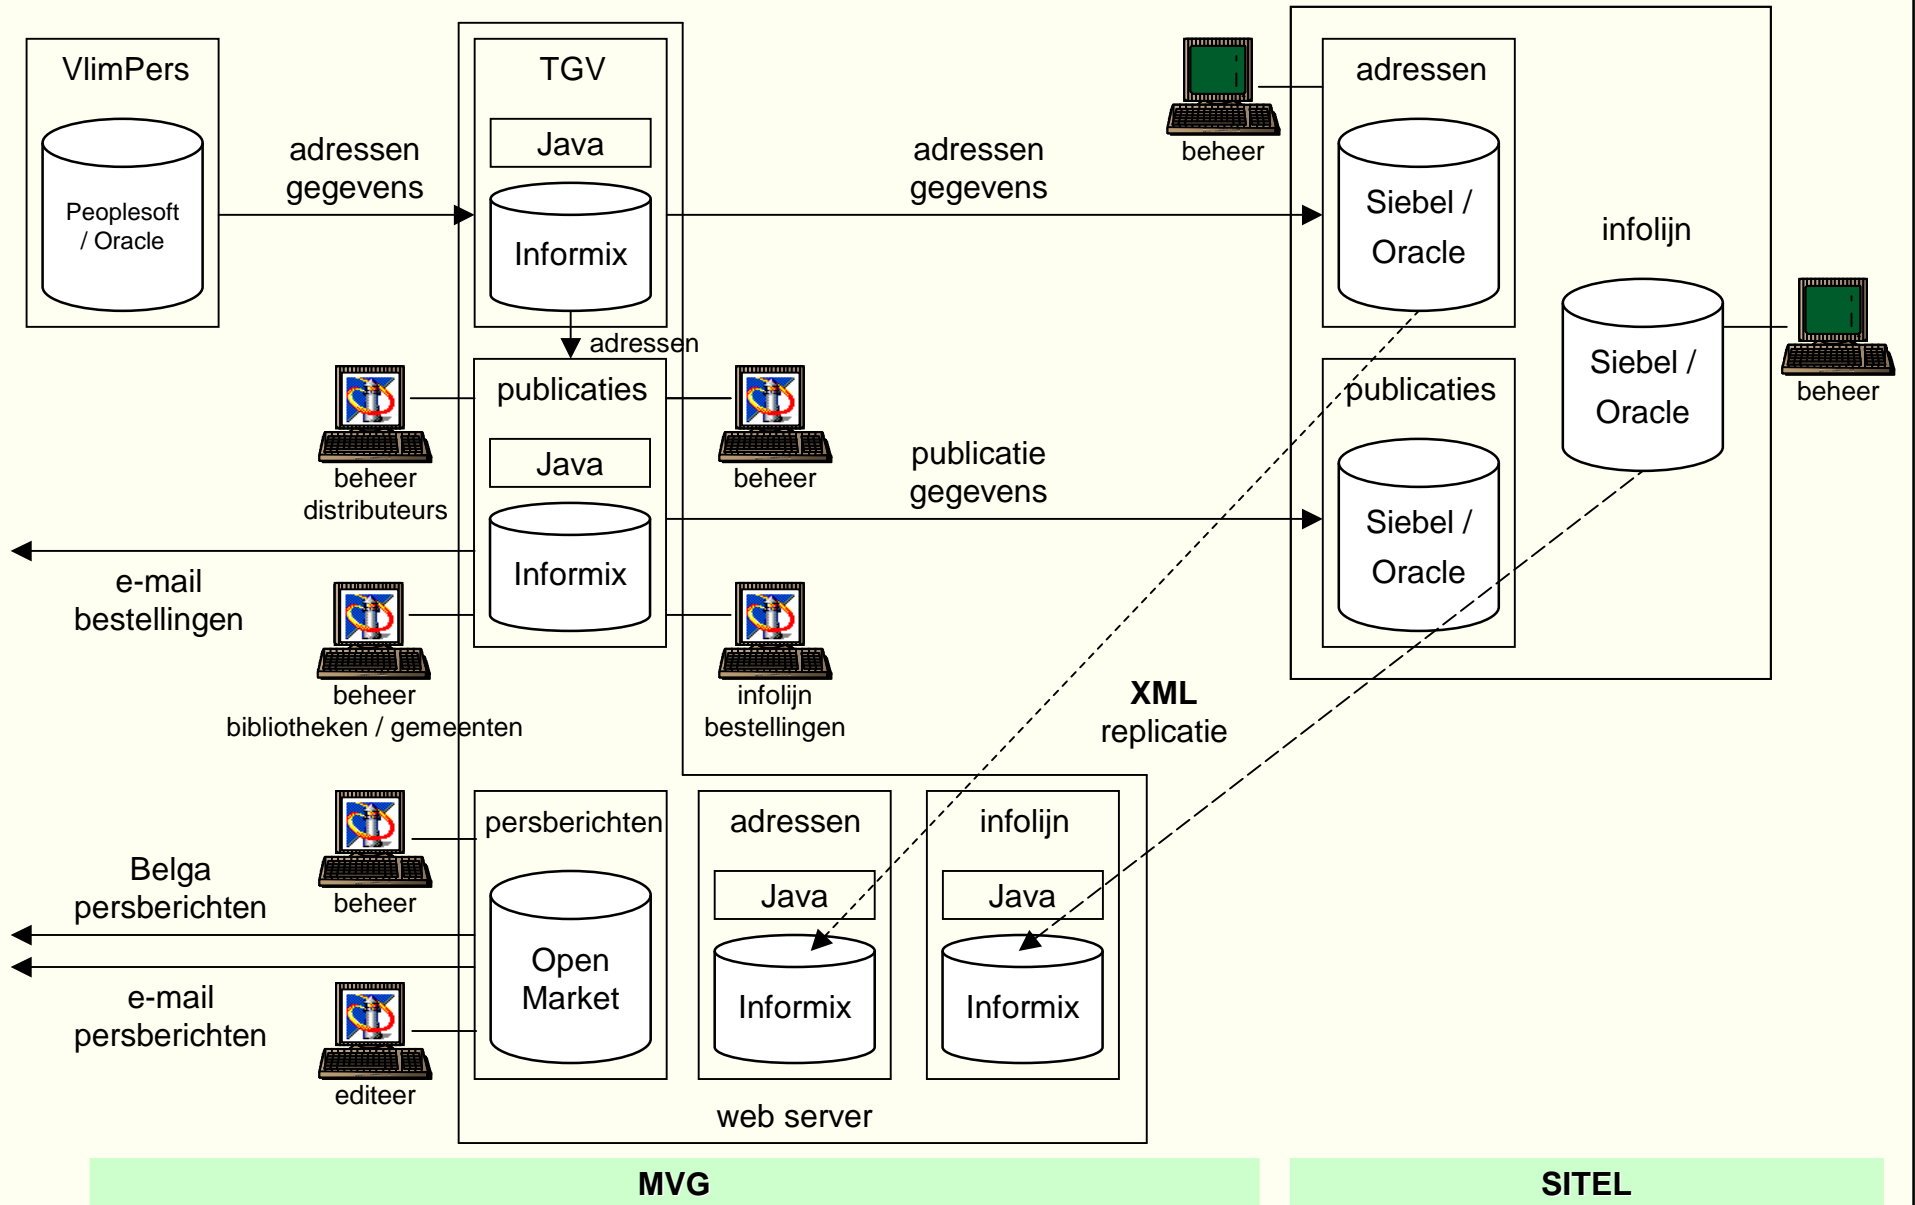 VlimPers
Peoplesoft
/ Oracle
adressen
gegevens
TGV
Java
Informix
adressen
gegevens
beheer
adressen
Siebel /
Oracle
infolijn
Siebel /
Oracle
beheer
adressen
publicaties
Java
Informix
beheer
distributeurs
beheer
publicatie
gegevens
publicaties
Siebel /
Oracle
e-mail
bestellingen
beheer
bibliotheken / gemeenten
infolijn
bestellingen
XML
replicatie
persberichten
Open
Market
beheer
Belga
persberichten
e-mail
persberichten
editeer
adressen
Java
Informix
infolijn
Java
Informix
web server
MVG
SITEL